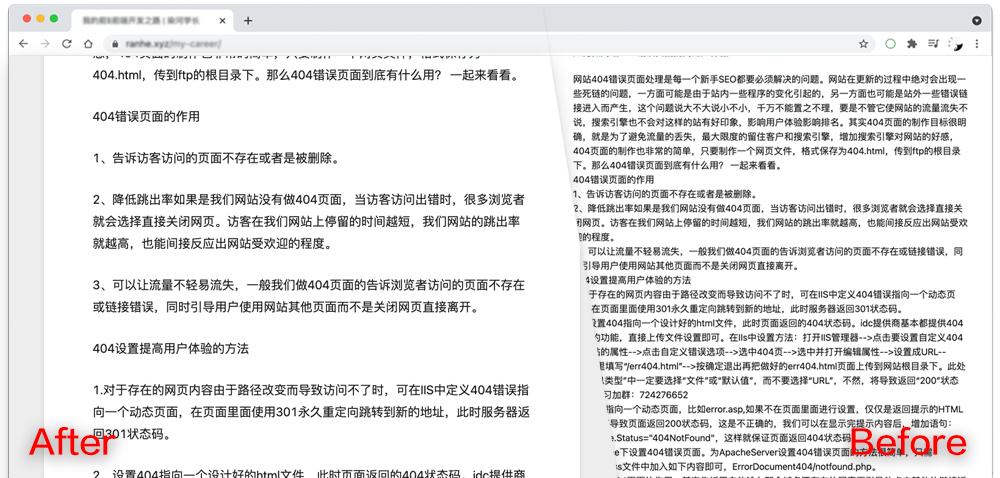 ranhe.xyz/my-career/
404.html，传到ftp的根目录下。那么404错误页面到底有什么用？ 一起来看看。
404错误页面的作用
1、告诉访客访问的页面不存在或者是被删除。
2、降低跳出率如果是我们网站没有做404页面，当访客访问出错时，很多浏览者
就会选择直接关闭网页。访客在我们网站上停留的时间越短，我们网站的跳出率
就越高，也能间接反应出网站受欢迎的程度。
3、可以让流量不轻易流失，一般我们做404页面的告诉浏览者访问的页面不存在
或链接错误，同时引导用户使用网站其他页面而不是关闭网页直接离开。
404设置提高用户体验的方法
1.对于存在的网页内容由于路径改变而导致访问不了时，可在IIS中定义404错误指
向一个动态页面，在页面里面使用301永久重定向跳转到新的地址，此时服务器返
回301状态码。
2、设置404指向一个设计好的html文件，此时页面返回的404状态码。idc提供商
After
网站404错误页面处理是每一个新手SEO都要必须解决的问题。网站在更新的过程中绝对会出现一
些死链的问题，一方面可能是由于站内一些程序的变化引起的，另一方面也可能是站外一些错误链
接进入而产生，这个问题说大不大说小不小，千万不能置之不理，要是不管它使网站的流量流失不
说，搜索引擎也不会对这样的站有好印象，影响用户体验影响排名。其实404页面的制作目标很明
确，就是为了避免流量的丢失，最大限度的留住客户和搜索引擎，增加搜索引擎对网站的好感，
404页面的制作也非常的简单，只要制作一个网页文件，格式保存为404.html，传到ftp的根目录
下。那么404错误页面到底有什么用？ 一起来看看。
404错误页面的作用
1、告诉访客访问的页面不存在或者是被删除。
2、降低跳出率如果是我们网站没有做404页面，当访客访问出错时，很多浏览者就会选择直接关
闭网页。访客在我们网站上停留的时间越短，我们网站的跳出率就越高，也能间接反应出网站受欢
迎的程度。
可以让流量不轻易流失，一般我们做404页面的告诉浏览者访问的页面不存在或链接错误，同
引导用户使用网站其他页面而不是关闭网页直接离开。
4设置提高用户体验的方法
于存在的网页内容由于路径改变而导致访问不了时，可在IIS中定义404错误指向一个动态页
在页面里面使用301永久重定向跳转到新的地址，此时服务器返回301状态码。
设置404指向一个设计好的html文件，此时页面返回的404状态码。idc提供商基本都提供404
的功能，直接上传文件设置即可。在IIs中设置方法：打开IIS管理器-->点击要设置自定义404
的属性-->点击自定义错误选项-->选中404页-->选中并打开编辑属性-->设置成URL--
里填写“/err404.html”-->按确定退出再把做好的err404.html页面上传到网站根目录下。此处
类型”中一定要选择“文件”或“默认值”，而不要选择“URL”，不然，将导致返回“200”状态
习加群：724276652
指向一个动态页面，比如error.asp,如果不在页面里面进行设置，仅仅是返回提示的HTML
导致页面返回200状态码，这是不正确的，我们可以在显示完提示内容后，增加语句：
e.Status="404NotFound"，这样就保证页面返回404状态码
e下设置404错误页面。为ApacheServer设置404错误页面的方法很简单，只需
ss文件中加入如下内容即可，ErrorDocument404/notfound.php。
Before